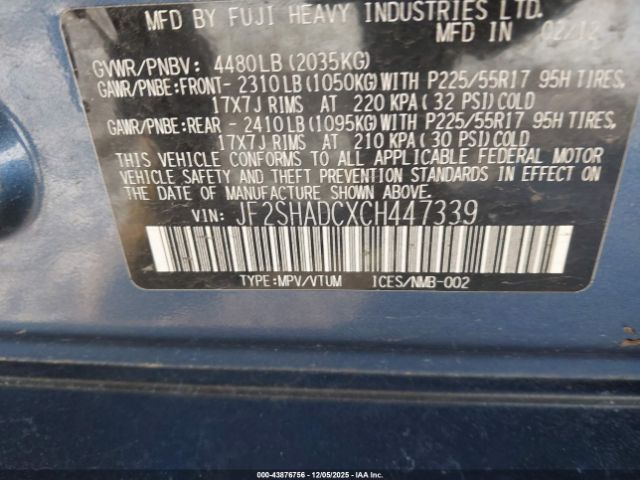 MFD BY FUJI HEAVY INDUSTRIES LTD.
MFD IN 02/12
GVWR/PNBV: 4480LB (2035KG)
GAWR/PNBE: FRONT- 2310LB (1050KG) WITH P225/55R17 95H TIRES,
17X7J RIMS AT 220 KPA ( 32 PSI) COLD
GAWR/PNBE: REAR - 2410LB (1095KG) WITH P225/55R17 95H TIRES,
17X7J RIMS AT 210 KPA ( 30 PSI) COLD
THIS VEHICLE CONFORMS TO ALL APPLICABLE FEDERAL MOTOR
VEHICLE SAFETY AND THEFT PREVENTION STANDARDS IN EFFECT ON
THE DATE OF MANUFACTURE SHOWN ABOVE.
VIN: JF2SHADCXCH447339
TYPE: MPV/VTUM ICES/NMB-002
000-43876756 - 12/05/2025 - IAAI.COM